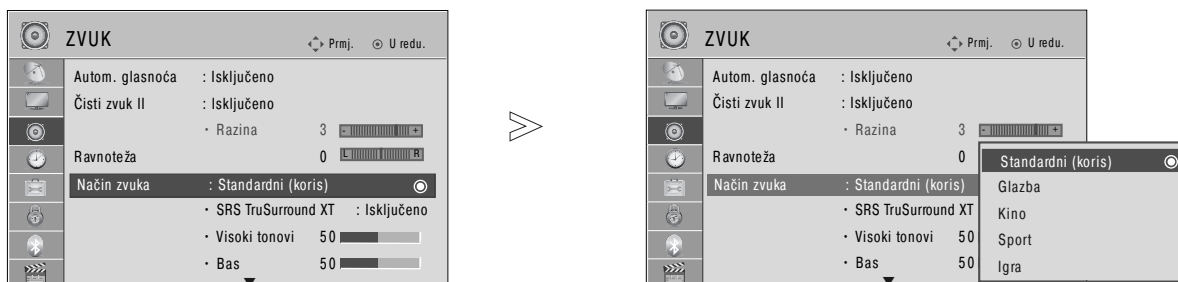 ZVUK
Prmj. U redu.
Autom. glasnoća : Isključeno
Čisti zvuk II : Isključeno
• Razina 3 - +
Ravnoteža 0 L R
Način zvuka : Standardni (koris)
• SRS TruSurround XT : Isključeno
• Visoki tonovi 50
• Bas 50
ZVUK
Prmj. U redu.
Autom. glasnoća : Isključeno
Čisti zvuk II : Isključeno
• Razina 3 - +
Ravnoteža 0
Način zvuka : Standardni (koris)
• SRS TruSurround XT
• Visoki tonovi 50
• Bas 50
Standardni (koris)
Glazba
Kino
Sport
Igra